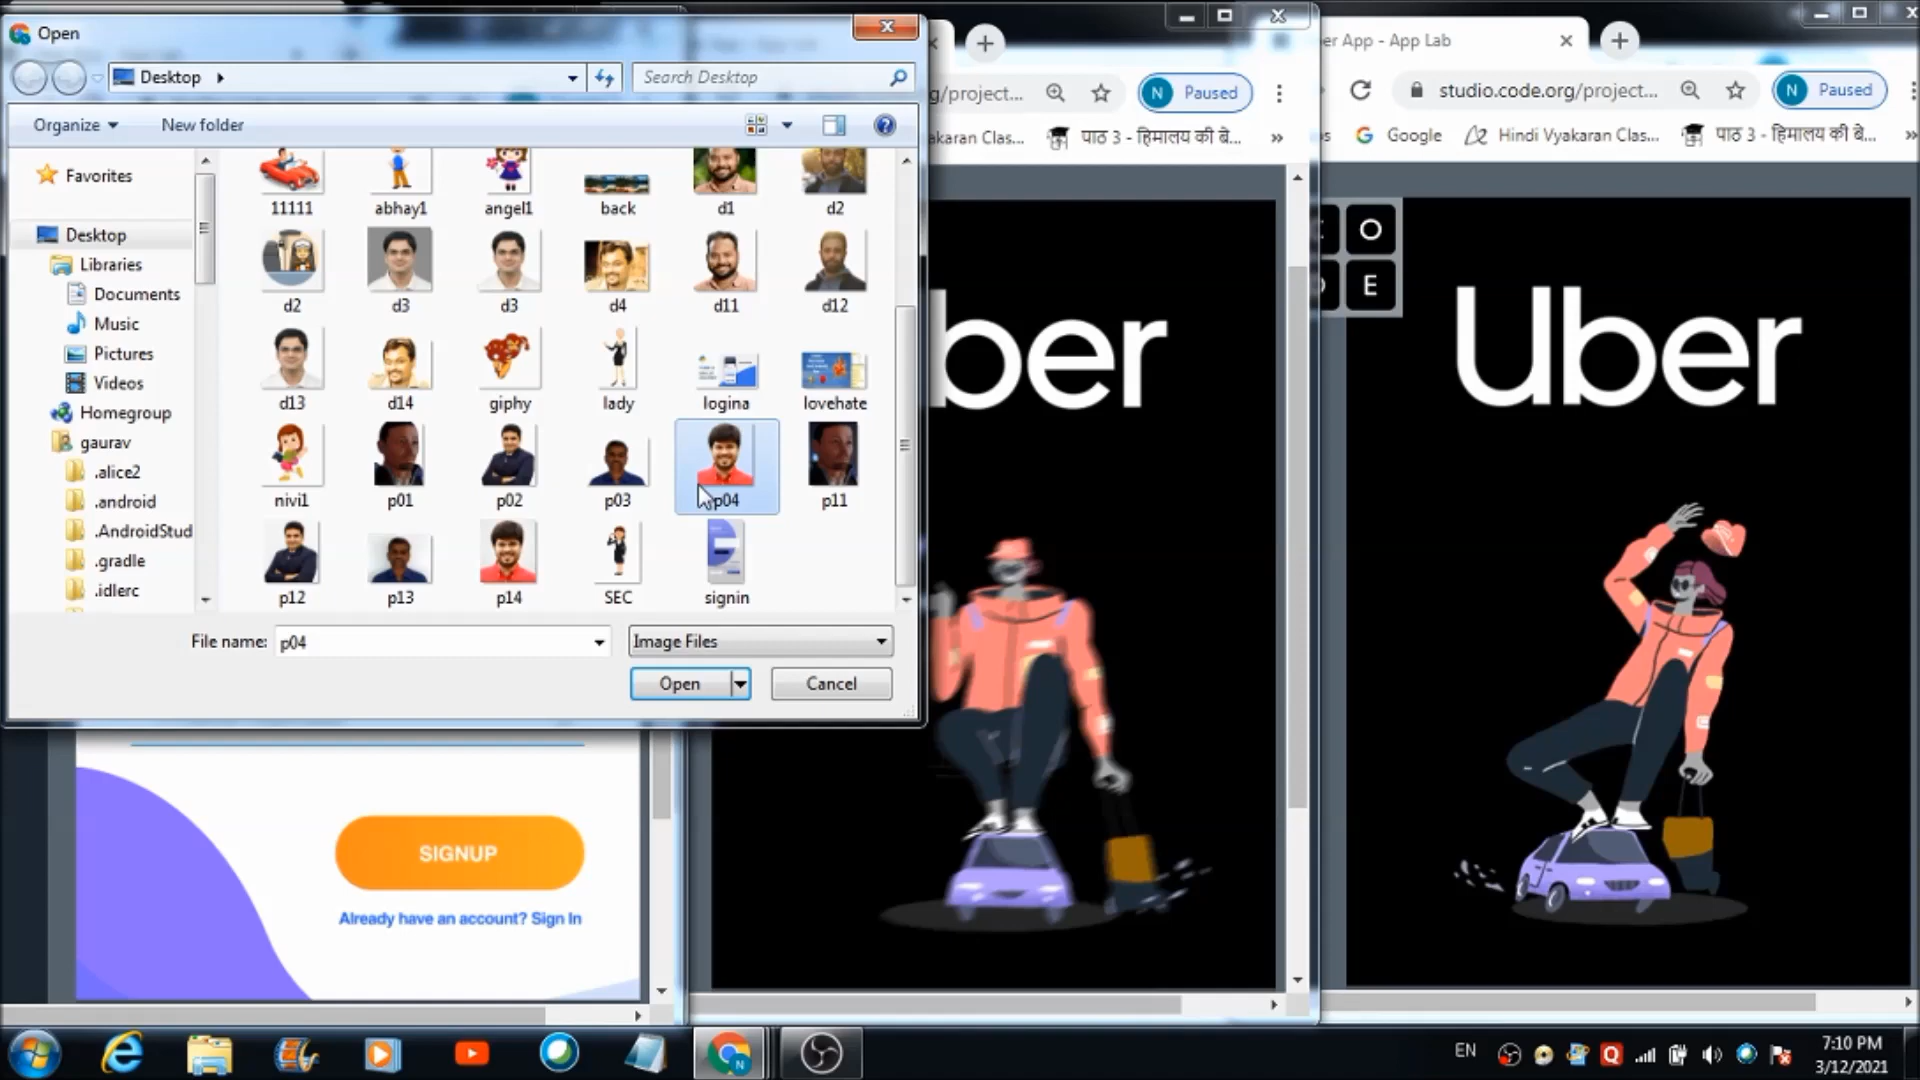 Open
Desktop
Search Desktop
Organize
New folder
Favorites
Desktop
Libraries
Documents
Music
Pictures
Videos
Homegroup
gaurav
.alice2
.android
.AndroidStud
.gradle
.idlerc
11111 abhay1 angel1 back d1 d2
d2 d3 d3 d4 d11 d12
d13 d14 giphy lady logina lovehate
nivi1 p01 p02 p03 p04 p11
p12 p13 p14 SEC signin
File name: p04
Image Files
Open
Cancel
SIGNUP
Already have an account? Sign In
g/project...
N Paused
karan Clas... पाठ 3 - हिमालय की बे... »
ber
er App - App Lab
studio.code.org/project...
N Paused
s Google Hindi Vyakaran Clas... पाठ 3 - हिमालय की बे... »
O
E
Uber
EN
7:10 PM
3/12/2021